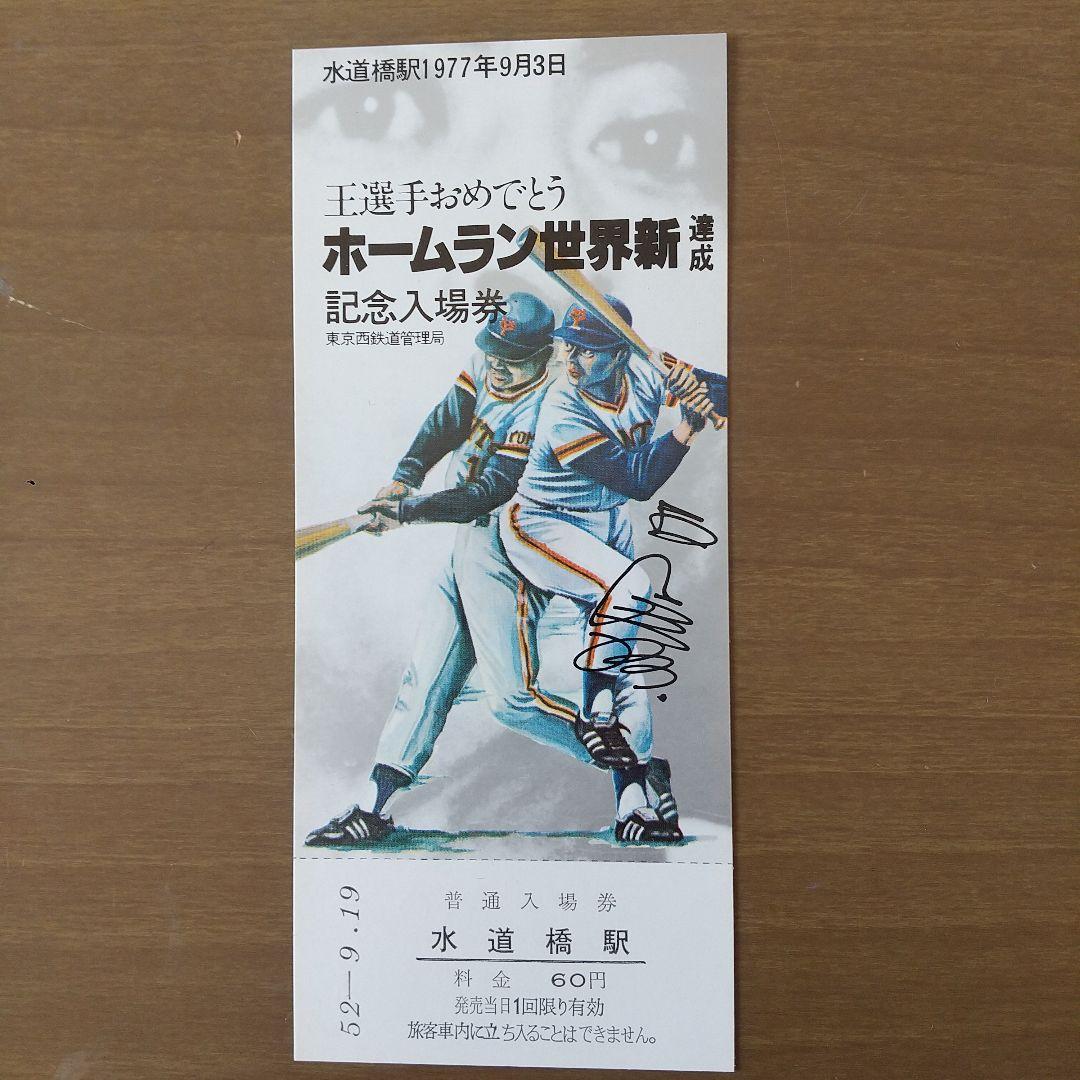 水道橋駅1977年9月3日
王選手おめでとう
ホームラン世界新達成
記念入場券
東京西鉄道管理局
52-9.19
普通入場券
水道橋駅
料金 60円
発売当日1回限り有効
旅客車内に立ち入ることはできません。